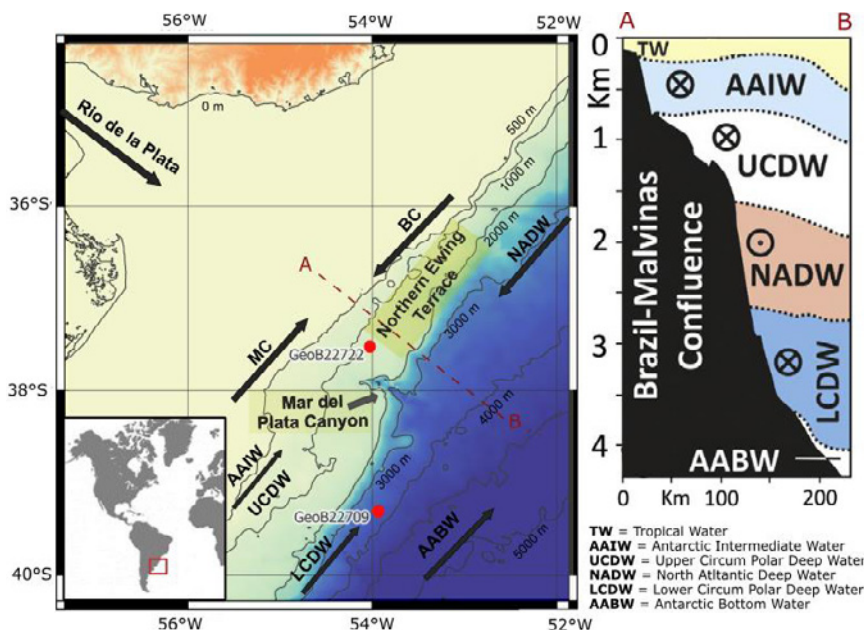 56°W
54°W
52°W
0 m
Rio de la Plata
500 m
1000 m
2000 m
36°S
BC
NADW
A
Northern Ewing
Terrace
3000 m
MC
GeoB22722
38°S
Mar del
Plata Canyon
B
4000 m
AAIW
UCDW
3000 m
GeoB22709
LCDW
AABW
5000 m
40°S
56°W
54°W
52°W
A
B
0
Km
1
2
3
4
TW
AAIW
UCDW
NADW
LCDW
AABW
Brazil-Malvinas
Confluence
0
Km
100
200
TW = Tropical Water
AAIW = Antarctic Intermediate Water
UCDW = Upper Circum Polar Deep Water
NADW = North Atlantic Deep Water
LCDW = Lower Circum Polar Deep Water
AABW = Antarctic Bottom Water